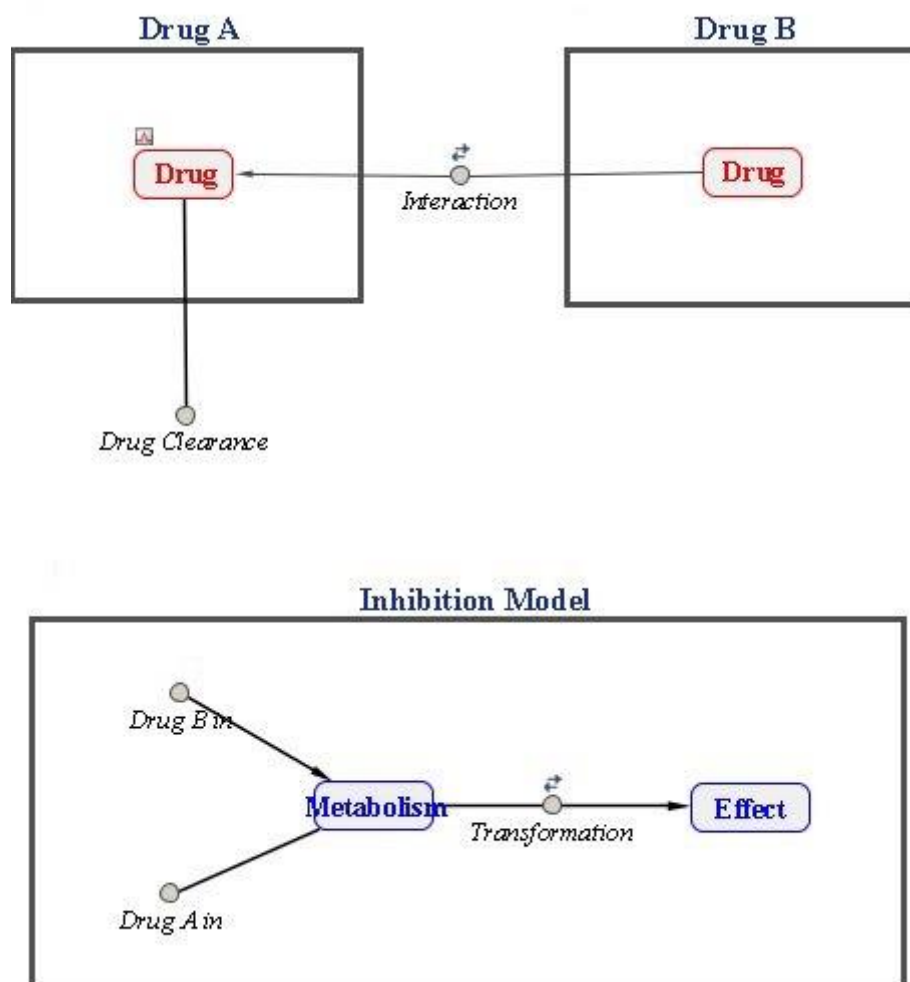 Drug A
Drug B
Drug
Drug
Interaction
Drug Clearance
Inhibition Model
Drug B in
Metabolism
Effect
Transformation
Drug A in